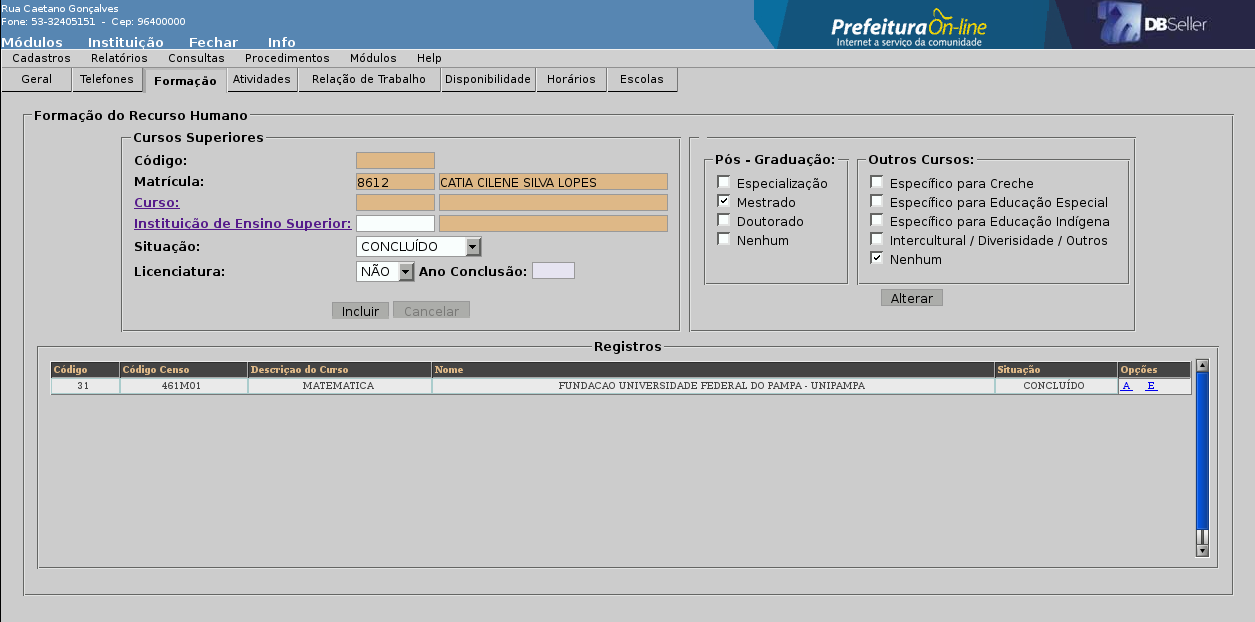 Rua Caetano Gonçalves
Fone: 53-32405151 - Cep: 96400000
Prefeitura On-line
Internet a serviço da comunidade
DBSeller
Módulos Instituição Fechar Info
Cadastros Relatórios Consultas Procedimentos Módulos Help
Geral Telefones Formação Atividades Relação de Trabalho Disponibilidade Horários Escolas
Formação do Recurso Humano
Cursos Superiores
Código:
Matrícula: 8612 CATIA CILENE SILVA LOPES
Curso:
Instituição de Ensino Superior:
Situação: CONCLUÍDO
Licenciatura: NÃO Ano Conclusão:
Incluir Cancelar
Pós - Graduação:
Especialização
Mestrado
Doutorado
Nenhum
Outros Cursos:
Específico para Creche
Específico para Educação Especial
Específico para Educação Indígena
Intercultural / Diverisidade / Outros
Nenhum
Alterar
Registros
Código Código Censo Descriçao do Curso Nome Situação Opções
31 461M01 MATEMATICA FUNDACAO UNIVERSIDADE FEDERAL DO PAMPA - UNIPAMPA CONCLUÍDO A E